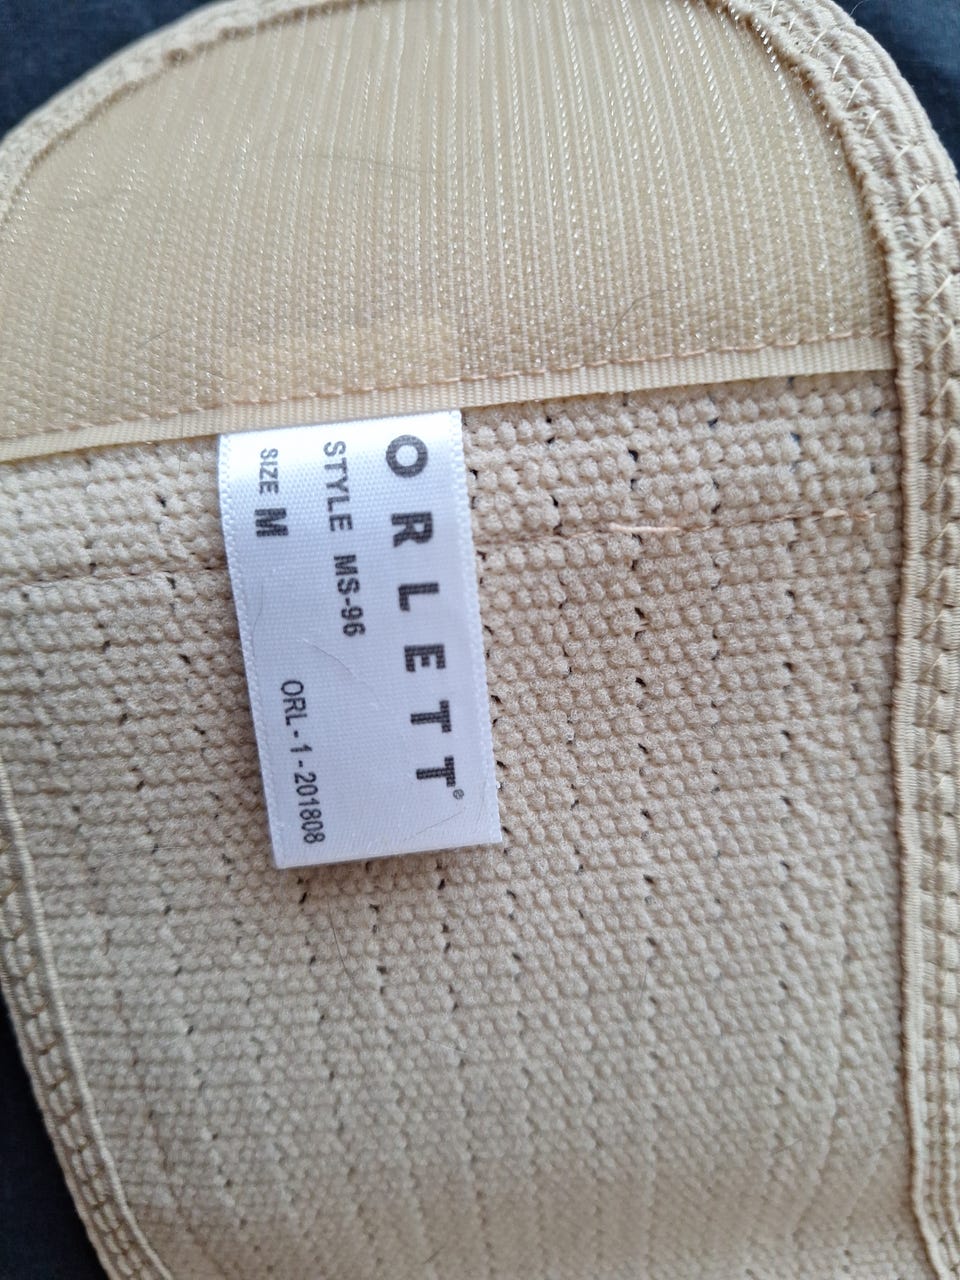 ORLETT®
STYLE MS-96
SIZE M
ORL-1-201808